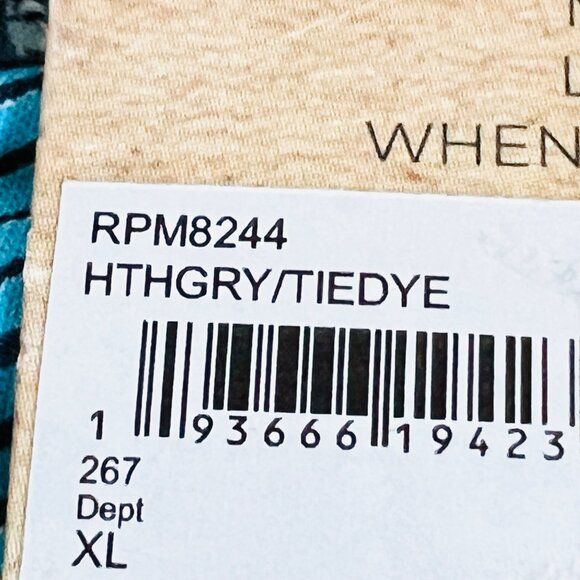 L
WHEN
RPM8244
HTHGRY/TIEDYE
1 93666 19423
267
Dept
XL